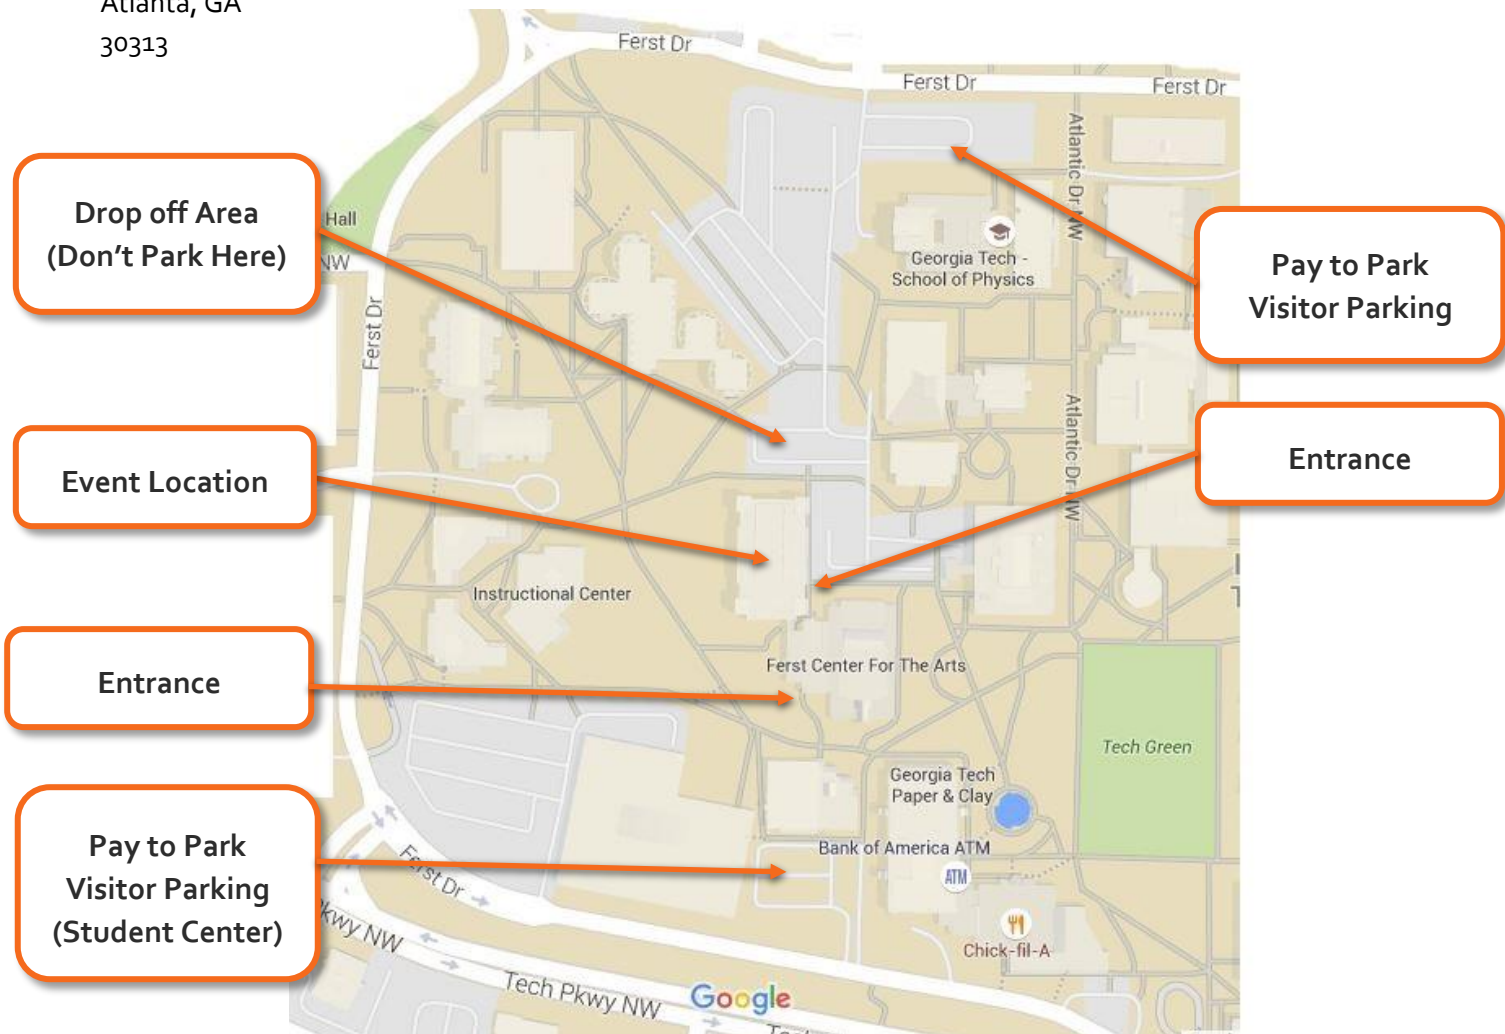 Atlanta, GA
30313
Ferst Dr
Ferst Dr
Ferst Dr
Atlantic Dr NW
Drop off Area
(Don't Park Here)
Hall
NW
Georgia Tech -
School of Physics
Pay to Park
Visitor Parking
Ferst Dr
Atlantic Dr NW
Event Location
Entrance
Instructional Center
Entrance
Ferst Center For The Arts
Tech Green
Georgia Tech
Paper & Clay
Pay to Park
Visitor Parking
(Student Center)
Bank of America ATM
ATM
Ferst Dr
Pkwy NW
Chick-fil-A
Tech Pkwy NW
Google